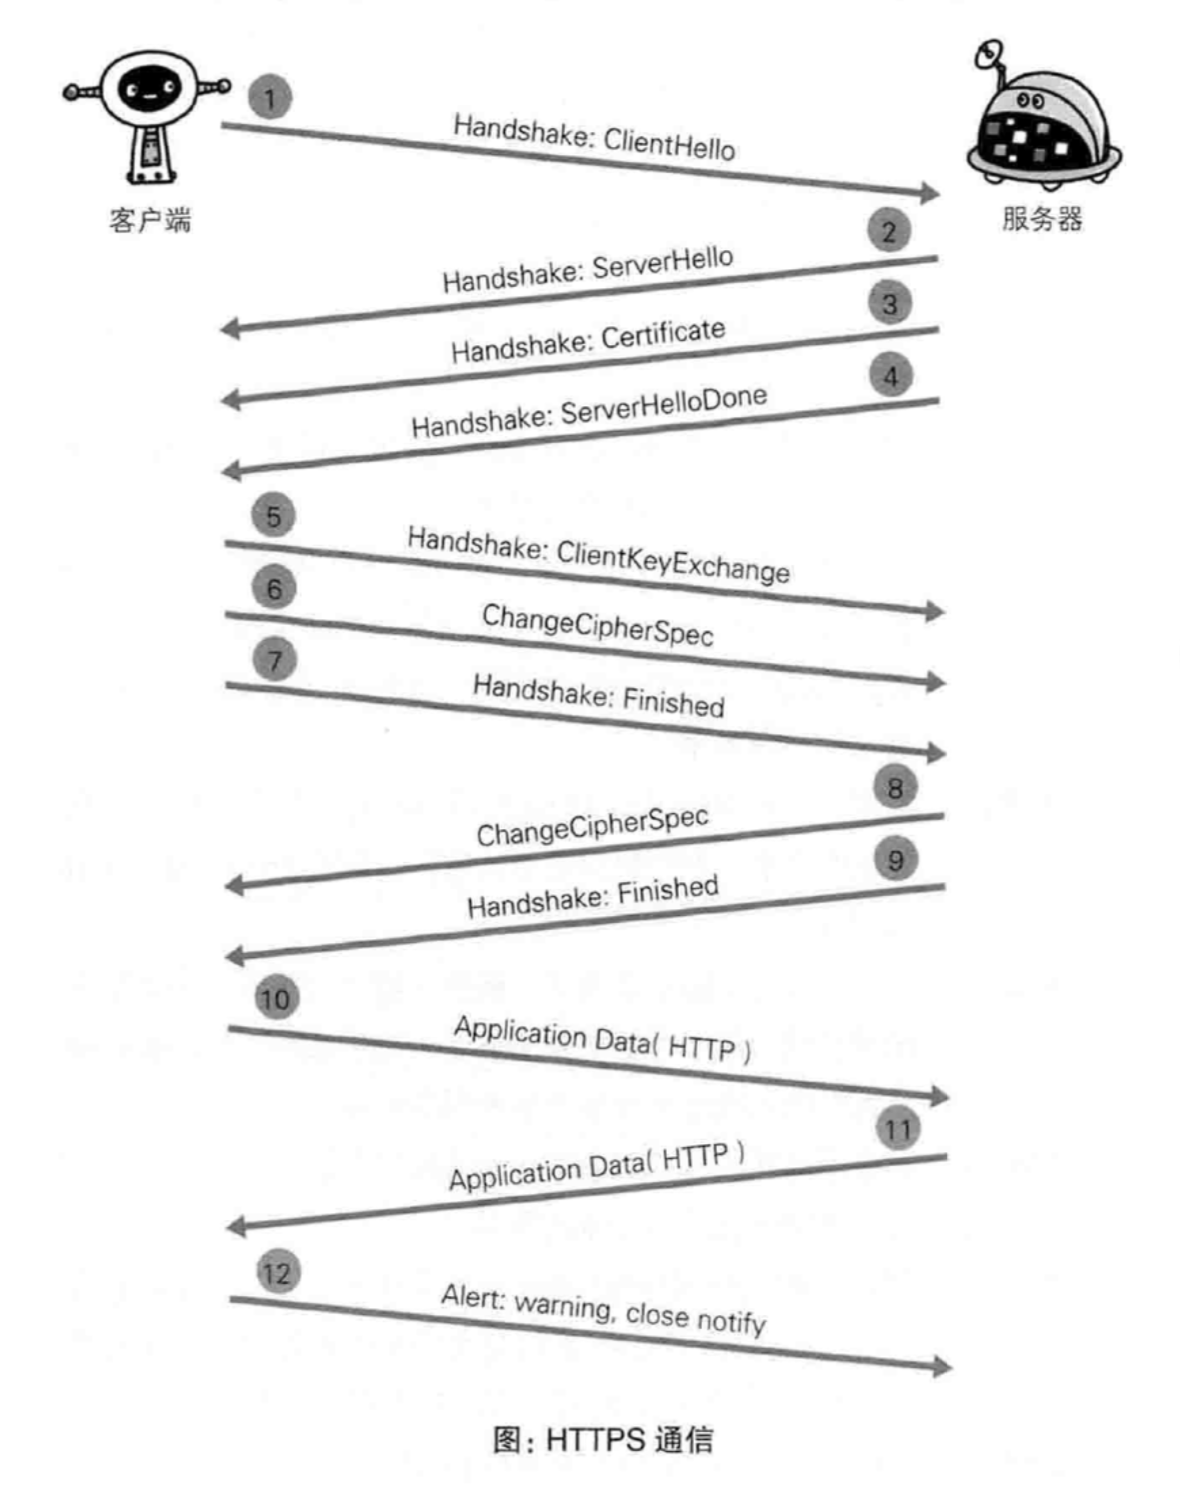 1
Handshake: ClientHello
客户端
服务器
2
Handshake: ServerHello
3
Handshake: Certificate
4
Handshake: ServerHelloDone
5
Handshake: ClientKeyExchange
6
ChangeCipherSpec
7
Handshake: Finished
8
ChangeCipherSpec
9
Handshake: Finished
10
Application Data( HTTP )
11
Application Data( HTTP )
12
Alert: warning, close notify
图：HTTPS 通信